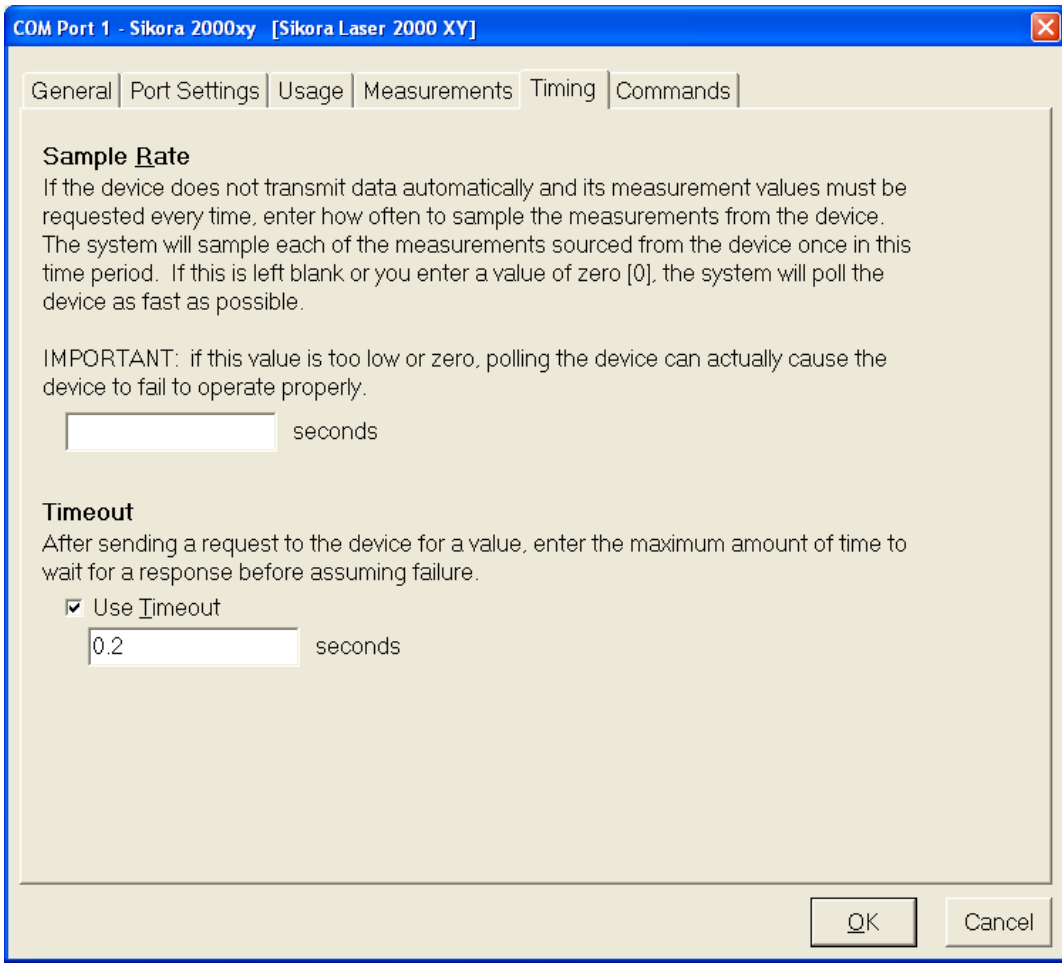 COM Port 1 - Sikora 2000xy   [Sikora Laser 2000 XY]
General Port Settings Usage Measurements Timing Commands
Sample Rate
If the device does not transmit data automatically and its measurement values must be
requested every time, enter how often to sample the measurements from the device.
The system will sample each of the measurements sourced from the device once in this
time period.  If this is left blank or you enter a value of zero [0], the system will poll the
device as fast as possible.
IMPORTANT:  if this value is too low or zero, polling the device can actually cause the
device to fail to operate properly.
seconds
Timeout
After sending a request to the device for a value, enter the maximum amount of time to
wait for a response before assuming failure.
Use Timeout
0.2 seconds
OK Cancel